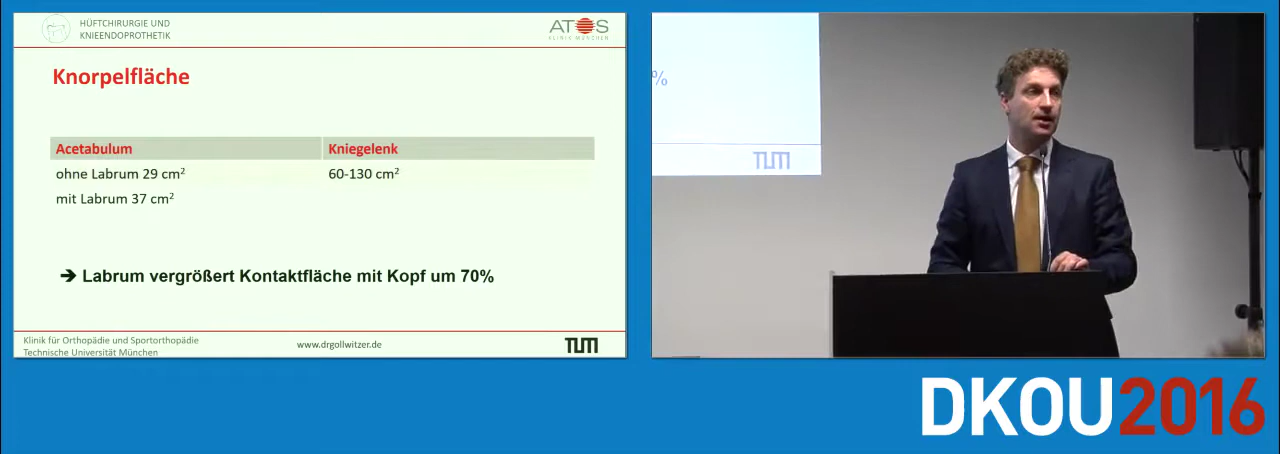 HÜFTCHIRURGIE UND
KNIEENDOPROTHETIK
ATOS
KLINIK MÜNCHEN
Knorpelfläche
Acetabulum Kniegelenk
ohne Labrum 29 cm² 60-130 cm²
mit Labrum 37 cm²
➔ Labrum vergrößert Kontaktfläche mit Kopf um 70%
Klinik für Orthopädie und Sportorthopädie
Technische Universität München
www.drgollwitzer.de
TUM
%
TUM
DKOU2016